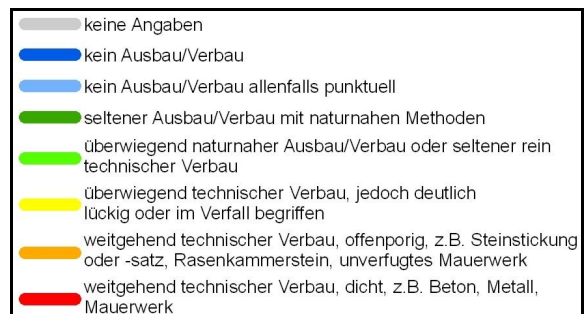 keine Angaben
kein Ausbau/Verbau
kein Ausbau/Verbau allenfalls punktuell
seltener Ausbau/Verbau mit naturnahen Methoden
überwiegend naturnaher Ausbau/Verbau oder seltener rein
technischer Verbau
überwiegend technischer Verbau, jedoch deutlich
lückig oder im Verfall begriffen
weitgehend technischer Verbau, offenporig, z.B. Steinstickung
oder -satz, Rasenkammerstein, unverfugtes Mauerwerk
weitgehend technischer Verbau, dicht, z.B. Beton, Metall,
Mauerwerk